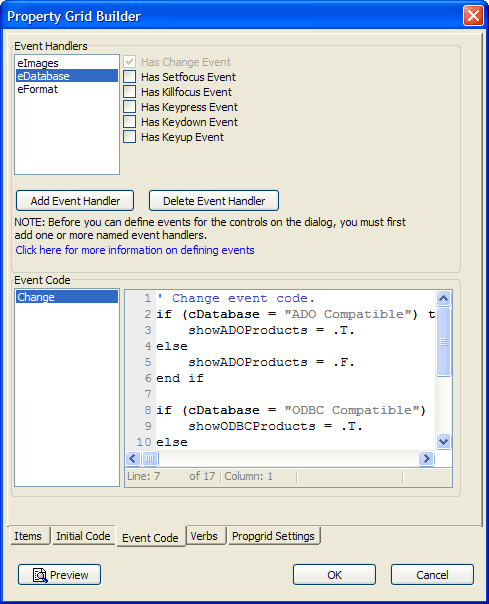 Property Grid Builder
Event Handlers
eImages
eDatabase
eFormat
Has Change Event
Has Setfocus Event
Has Killfocus Event
Has Keypress Event
Has Keydown Event
Has Keyup Event
Add Event Handler
Delete Event Handler
NOTE: Before you can define events for the controls on the dialog, you must first
add one or more named event handlers.
Click here for more information on defining events
Event Code
Change
1 ' Change event code.
2 if (cDatabase = "ADO Compatible") t
3 showADOProducts = .T.
4 else
5 showADOProducts = .F.
6 end if
7
8 if (cDatabase = "ODBC Compatible")
9 showODBCProducts = .T.
10 else
Line: 7 of 17 Column: 1
Items Initial Code Event Code Verbs Propgrid Settings
Preview OK Cancel